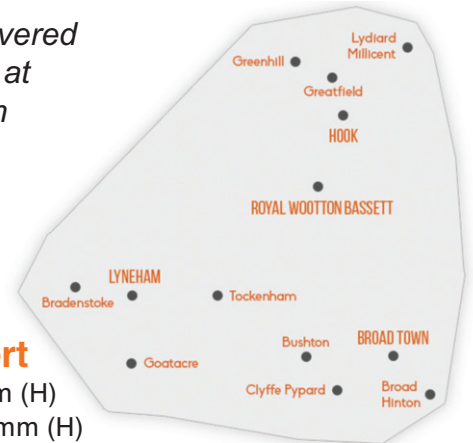 vered
at
Lydiard
Millicent
Greenhill
Greatfield
HOOK
ROYAL WOOTTON BASSETT
LYNEHAM
Bradenstoke
Tockenham
Bushton
BROAD TOWN
Goatacre
Clyffe Pypard
Broad
Hinton
rt
m (H)
mm (H)